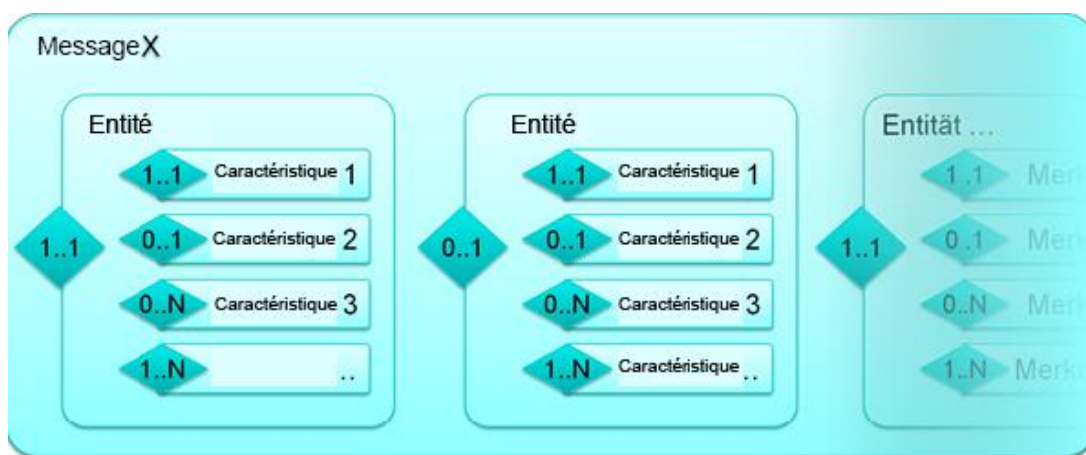 MessageX
Entité
1..1
1..1 Caractéristique 1
0..1 Caractéristique 2
0..N Caractéristique 3
1..N ..
Entité
0..1
1..1 Caractéristique 1
0..1 Caractéristique 2
0..N Caractéristique 3
1..N Caractéristique ..
Entität ...
1..1
1..1
0..1
0..N
1..N